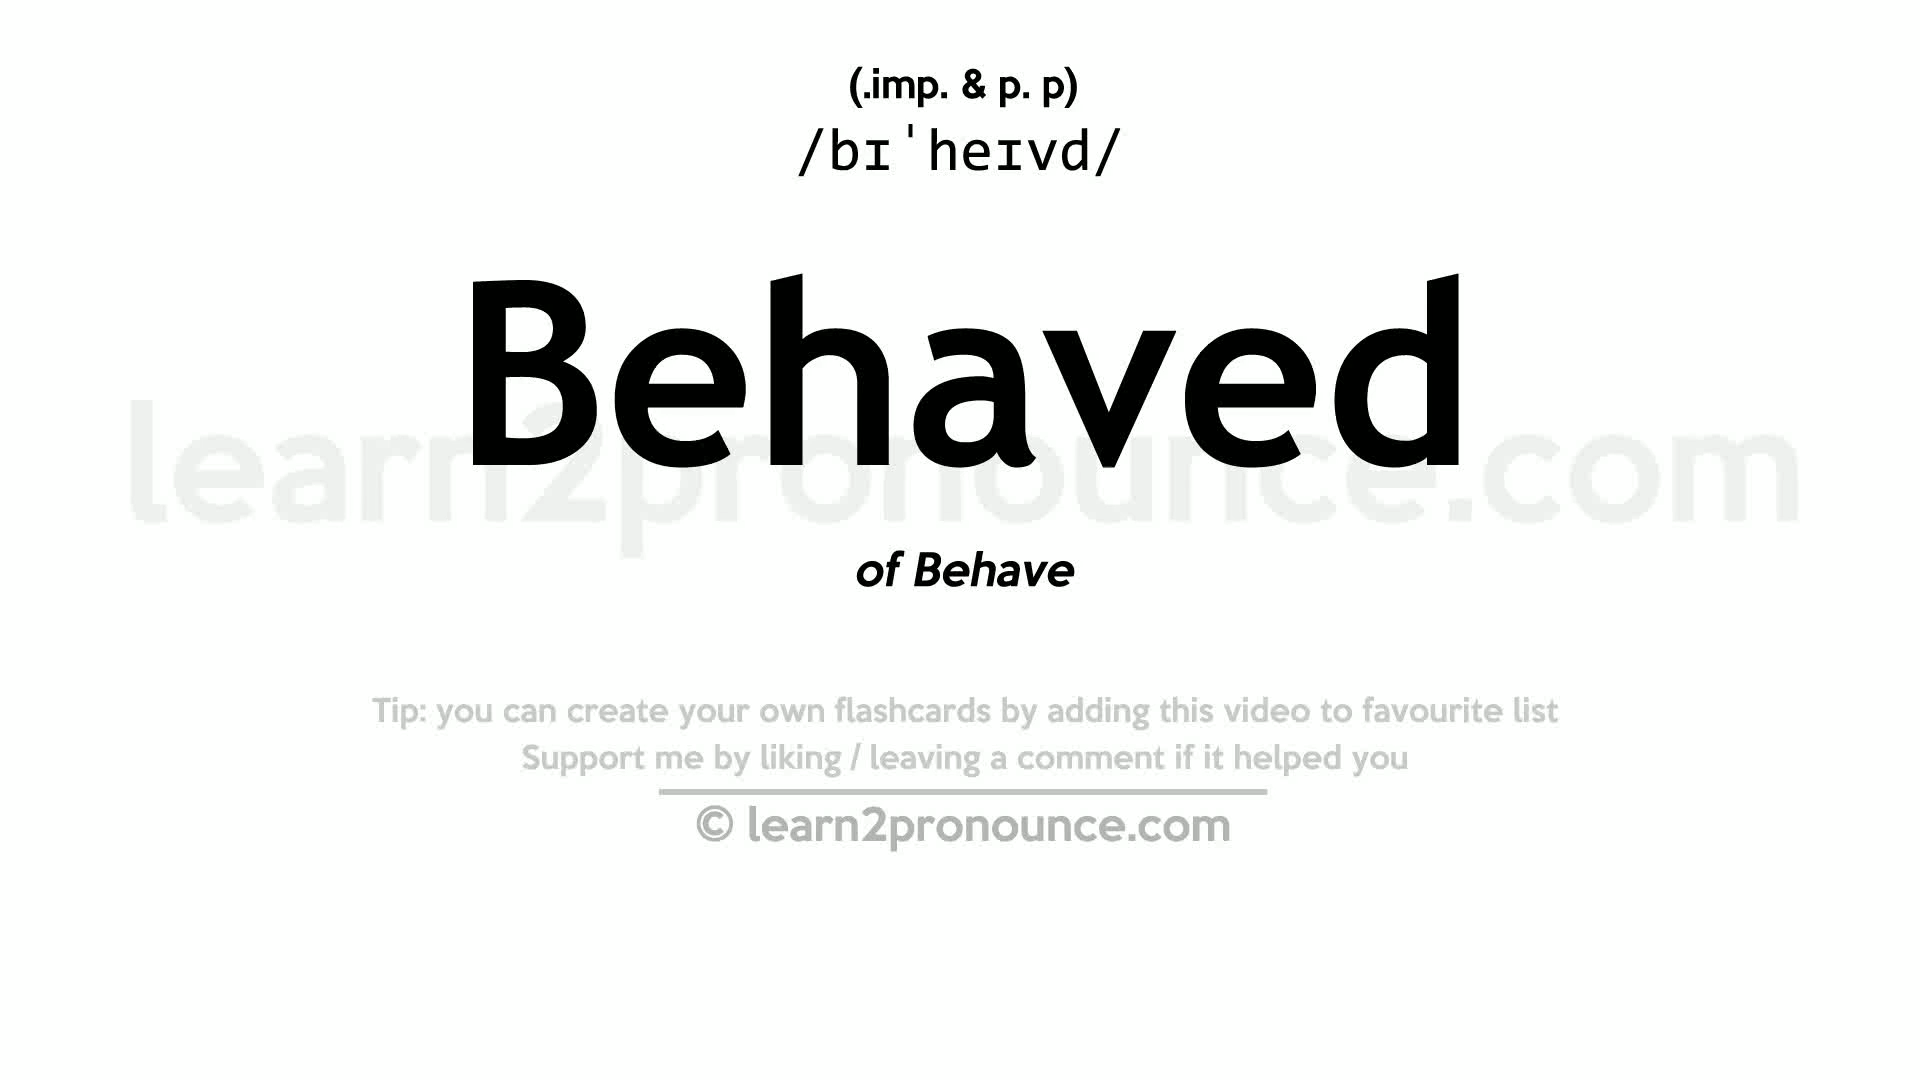 (.imp. & p. p)
/bɪˈheɪvd/
Behaved
learn2pronounce.com
of Behave
Tip: you can create your own flashcards by adding this video to favourite list
Support me by liking / leaving a comment if it helped you
© learn2pronounce.com